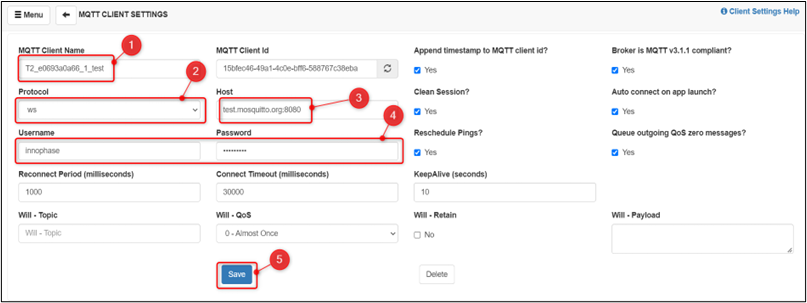 Menu MQTT CLIENT SETTINGS Client Settings Help
1
MQTT Client Name MQTT Client Id Append timestamp to MQTT client id? Broker is MQTT v3.1.1 compliant?
T2_e0693a0a66_1_test 15bfec46-49a1-4c0e-bff6-588767c38eba Yes Yes
2
Protocol Host 3 Clean Session? Auto connect on app launch?
ws test.mosquitto.org:8080 Yes Yes
4
Username Password Reschedule Pings? Queue outgoing QoS zero messages?
innophase ········· Yes Yes
Reconnect Period (milliseconds) Connect Timeout (milliseconds) KeepAlive (seconds)
1000 30000 10
Will - Topic Will - QoS Will - Retain Will - Payload
Will - Topic 0 - Almost Once No
5
Save Delete